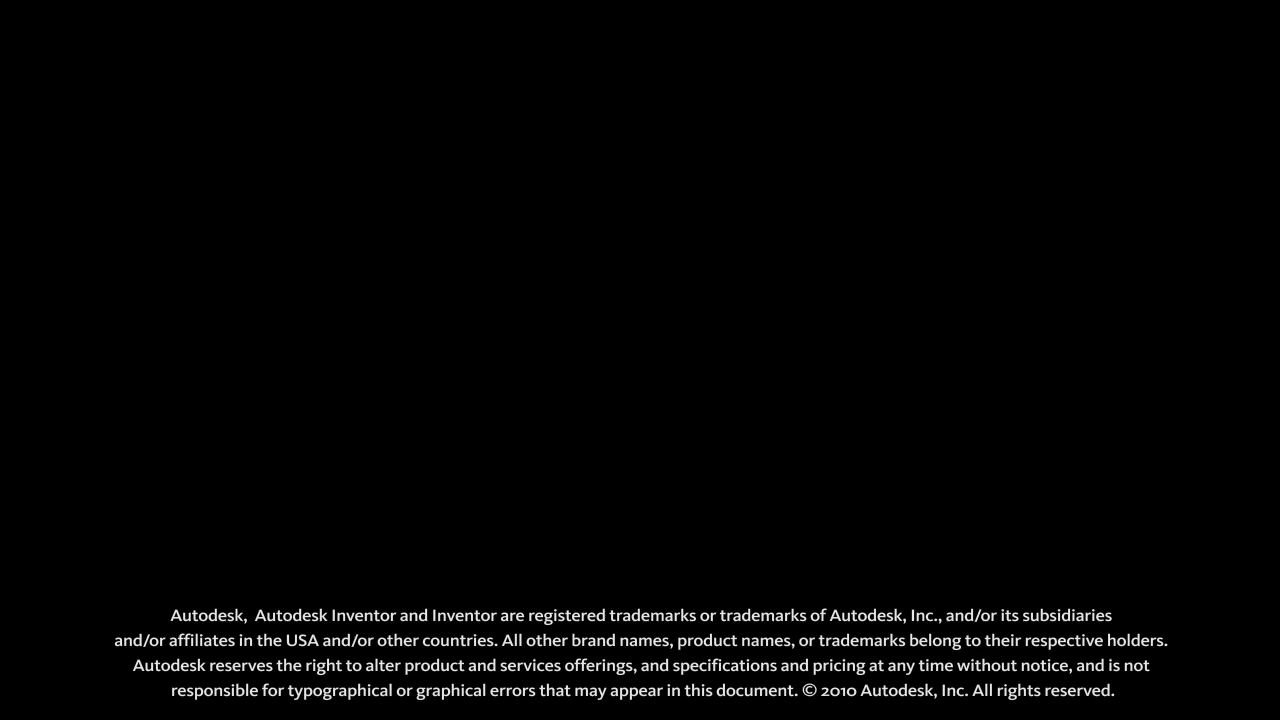 Autodesk,  Autodesk Inventor and Inventor are registered trademarks or trademarks of Autodesk, Inc., and/or its subsidiaries
and/or affiliates in the USA and/or other countries. All other brand names, product names, or trademarks belong to their respective holders.
Autodesk reserves the right to alter product and services offerings, and specifications and pricing at any time without notice, and is not
responsible for typographical or graphical errors that may appear in this document. © 2010 Autodesk, Inc. All rights reserved.